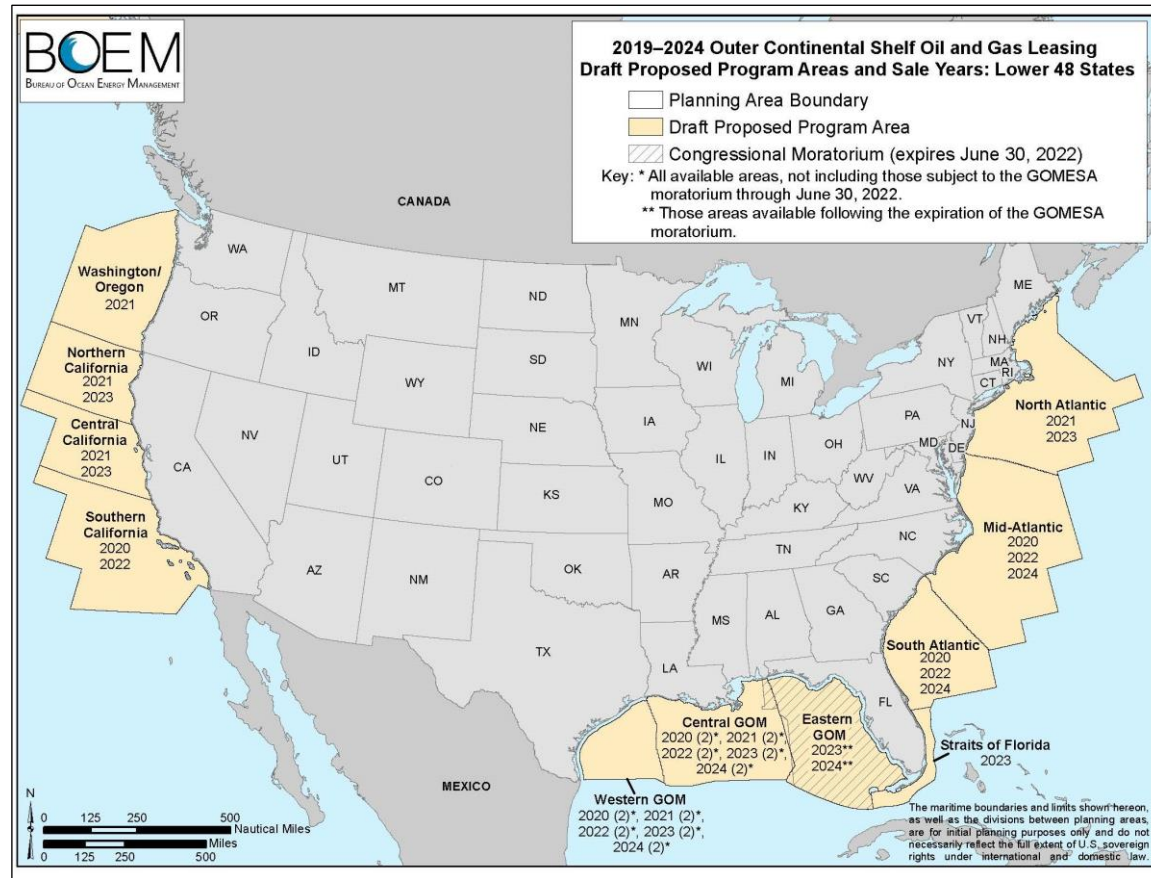 BOEM
BUREAU OF OCEAN ENERGY MANAGEMENT
2019–2024 Outer Continental Shelf Oil and Gas Leasing
Draft Proposed Program Areas and Sale Years: Lower 48 States
Planning Area Boundary
Draft Proposed Program Area
Congressional Moratorium (expires June 30, 2022)
Key: * All available areas, not including those subject to the GOMESA
moratorium through June 30, 2022.
** Those areas available following the expiration of the GOMESA
moratorium.
CANADA
MEXICO
Washington/
Oregon
2021
Northern
California
2021
2023
Central
California
2021
2023
Southern
California
2020
2022
WA
OR
CA
NV
ID
MT
WY
UT
AZ
CO
NM
ND
SD
NE
KS
OK
TX
MN
IA
MO
AR
LA
WI
IL
MI
IN
OH
KY
TN
MS
AL
GA
FL
SC
NC
VA
WV
PA
NY
MD
DE
NJ
CT
RI
MA
NH
VT
ME
North Atlantic
2021
2023
Mid-Atlantic
2020
2022
2024
South Atlantic
2020
2022
2024
Straits of Florida
2023
Eastern
GOM
2023**
2024**
Central GOM
2020 (2)*, 2021 (2)*,
2022 (2)*, 2023 (2)*,
2024 (2)*
Western GOM
2020 (2)*, 2021 (2)*,
2022 (2)*, 2023 (2)*,
2024 (2)*
N
0 125 250 500
Nautical Miles
Miles
0 125 250 500
The maritime boundaries and limits shown hereon,
as well as the divisions between planning areas,
are for initial planning purposes only and do not
necessarily reflect the full extent of U.S. sovereign
rights under international and domestic law.